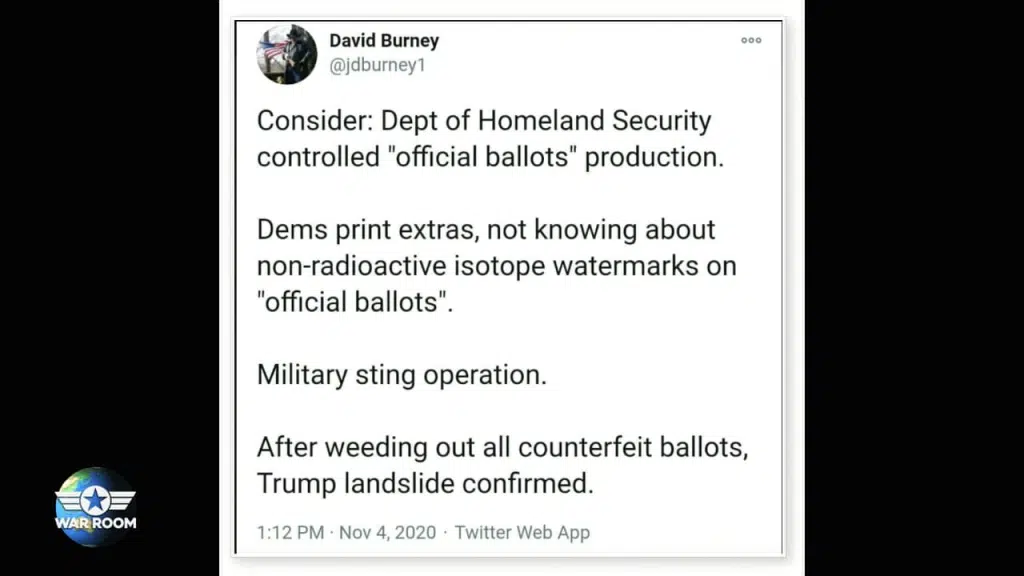 David Burney
@jdburney1
Consider: Dept of Homeland Security
controlled "official ballots" production.
Dems print extras, not knowing about
non-radioactive isotope watermarks on
"official ballots".
Military sting operation.
After weeding out all counterfeit ballots,
Trump landslide confirmed.
1:12 PM · Nov 4, 2020 · Twitter Web App
WAR ROOM